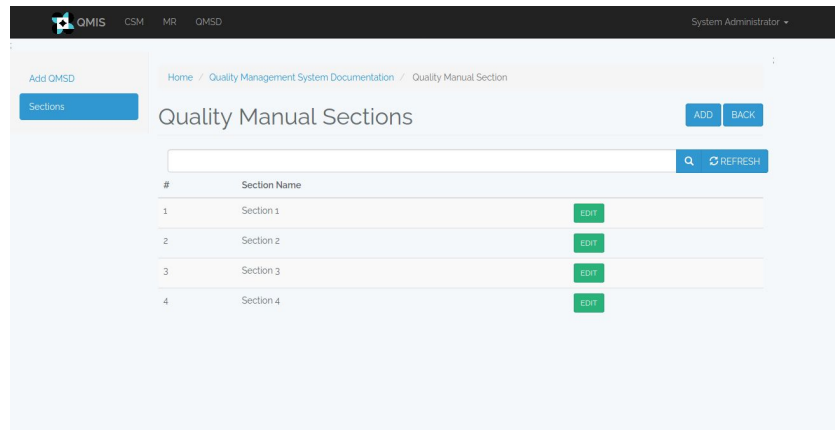 QMIS CSM MR QMSD System Administrator
;
;
Add QMSD
Home / Quality Management System Documentation / Quality Manual Section
Sections
Quality Manual Sections ADD BACK
REFRESH
# Section Name
1 Section 1 EDIT
2 Section 2 EDIT
3 Section 3 EDIT
4 Section 4 EDIT